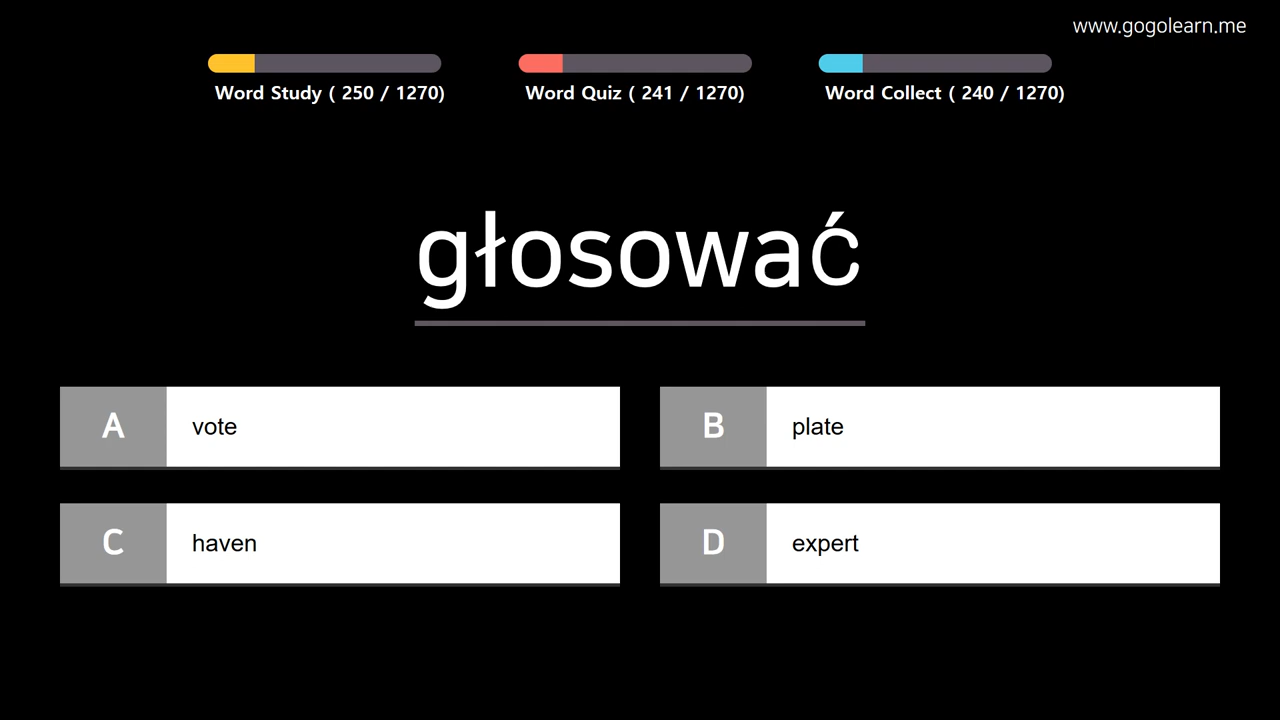 www.gogolearn.me
Word Study ( 250 / 1270)
Word Quiz ( 241 / 1270)
Word Collect ( 240 / 1270)
głosować
A vote
B plate
C haven
D expert